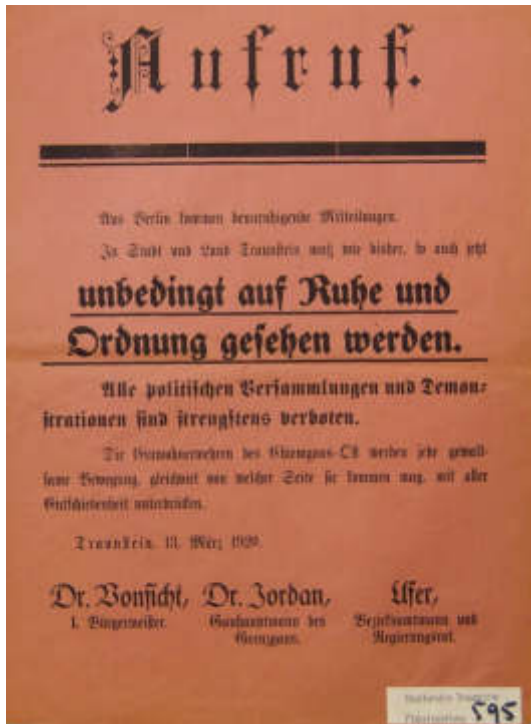 Aufruf.
Aus Berlin kommen beunruhigende Mitteilungen.
In Stadt und Land Traunstein muß wie bisher, so auch jetzt
unbedingt auf Ruhe und
Ordnung gesehen werden.
Alle politischen Versammlungen und Demon-
strationen sind strengstens verboten.
Die Einwohnerwehren des Chiemgaus-Ost werden jede gewalt-
same Bewegung, gleichviel von welcher Seite sie kommen mag, mit aller
Entschiedenheit unterdrücken.
Traunstein, 13. März 1920.
Dr. Vonficht, Dr. Jordan, Ufer,
1. Bürgermeister. Gauhauptmann des Bezirksamtmann und
Regierungsrat.
595